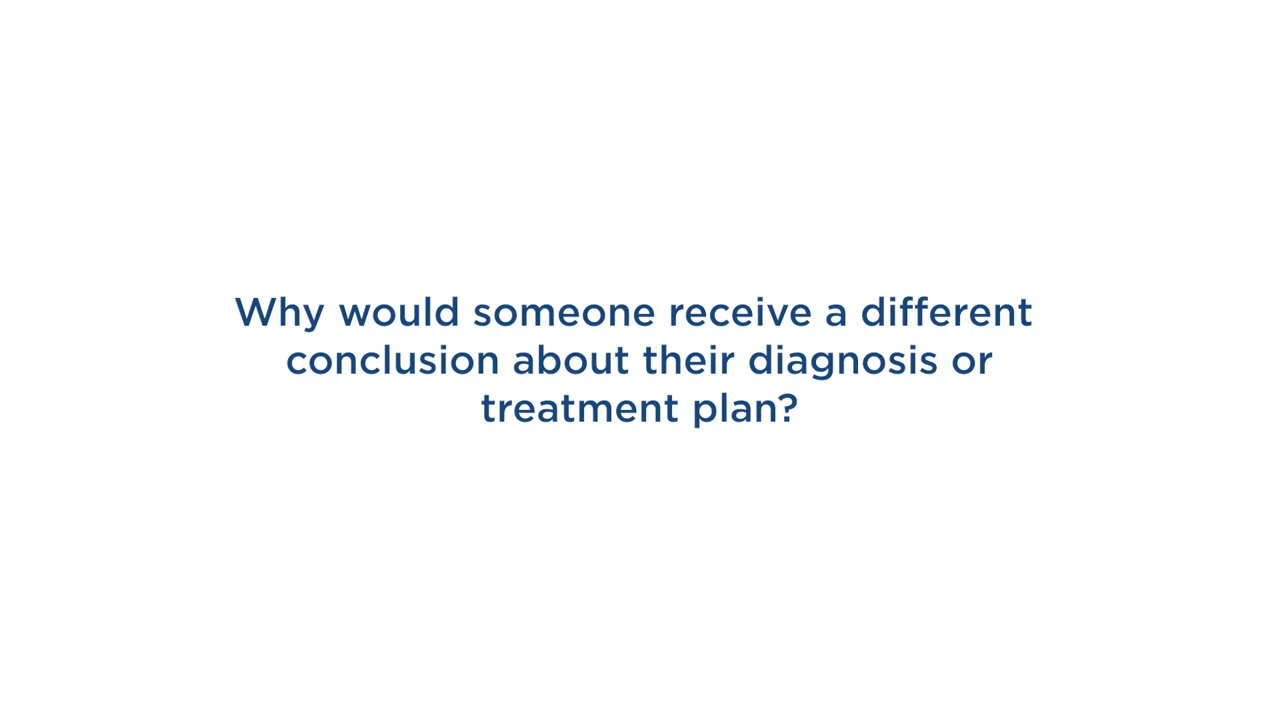 Why would someone receive a different
conclusion about their diagnosis or
treatment plan?